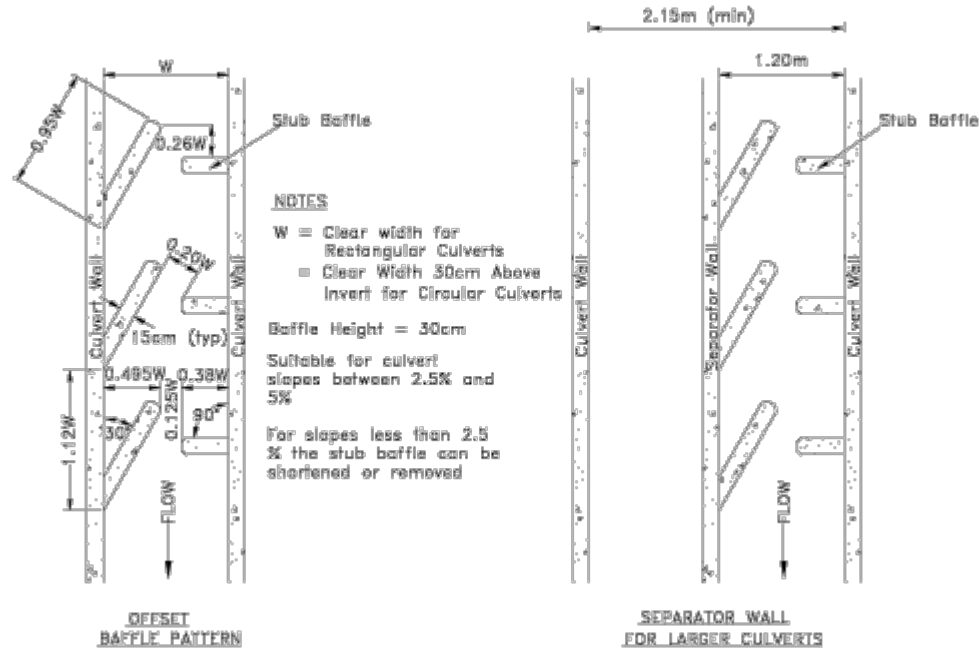 2.15m (min)
W
1.20m
0.95W
Stub Baffle
Stub Baffle
0.26W
NOTES
W = Clear width for
Rectangular Culverts
= Clear Width 30cm Above
Invert for Circular Culverts
0.20W
Culvert Wall
Culvert Wall
Culvert Wall
Separator Wall
Culvert Wall
15cm (typ)
Baffle Height = 30cm
Suitable for culvert
slopes between 2.5% and
5%
0.495W
0.38W
0.125W
90°
30°
1.12W
For slopes less than 2.5
% the stub baffle can be
shortened or removed
FLOW
FLOW
OFFSET
BAFFLE PATTERN
SEPARATOR WALL
FOR LARGER CULVERTS